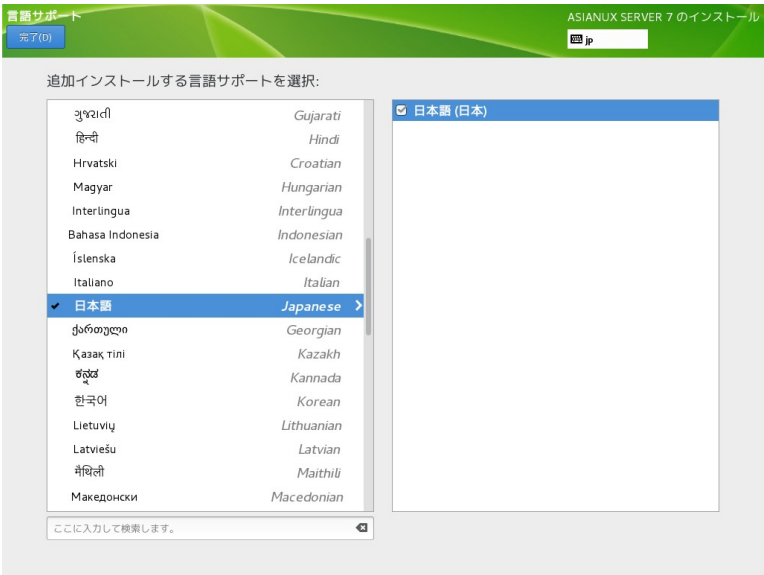 言語サポート
ASIANUX SERVER 7 のインストール
完了(D)
jp
追加インストールする言語サポートを選択:
ગુજરાતી Gujarati
हिन्दी Hindi
Hrvatski Croatian
Magyar Hungarian
Interlingua Interlingua
Bahasa Indonesia Indonesian
Íslenska Icelandic
Italiano Italian
日本語 Japanese
ქართული Georgian
Қазақ тілі Kazakh
ಕನ್ನಡ Kannada
한국어 Korean
Lietuvių Lithuanian
Latviešu Latvian
मैथिली Maithili
Македонски Macedonian
日本語 (日本)
ここに入力して検索します。